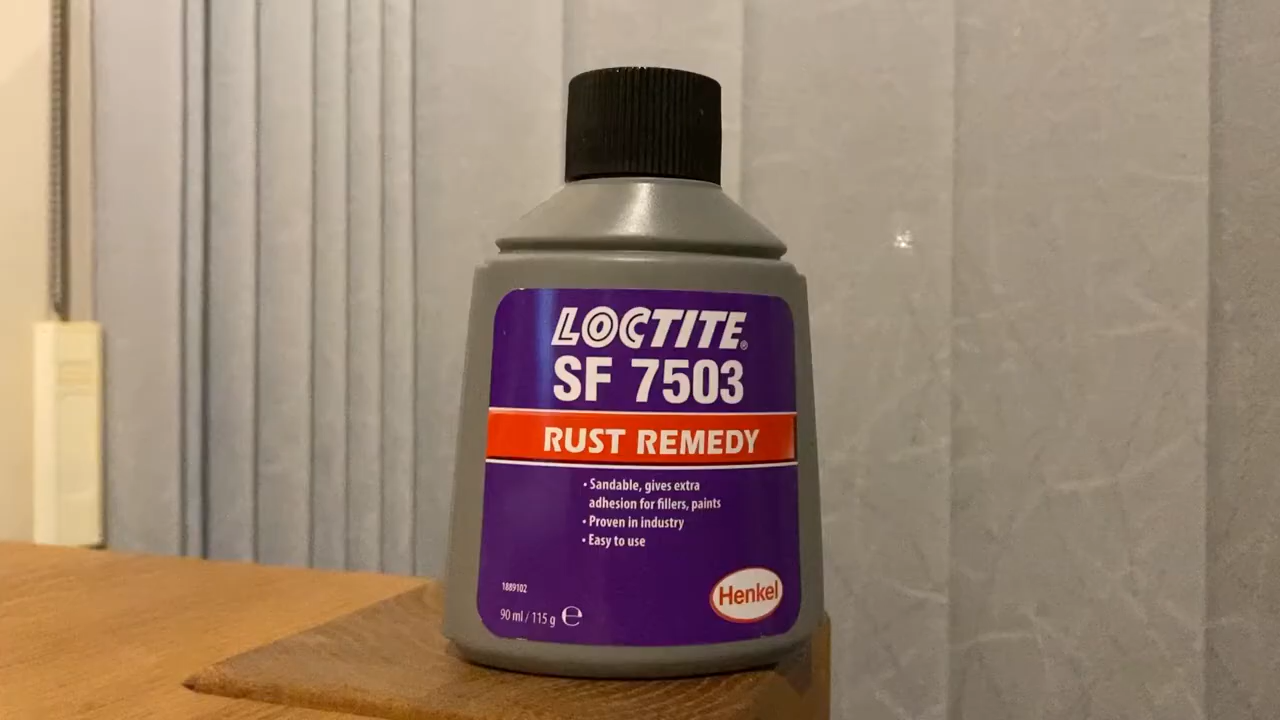 LOCTITE®
SF 7503
RUST REMEDY
• Sandable, gives extra
adhesion for fillers, paints
• Proven in industry
• Easy to use
1889102
90 ml / 115 g ℮
Henkel